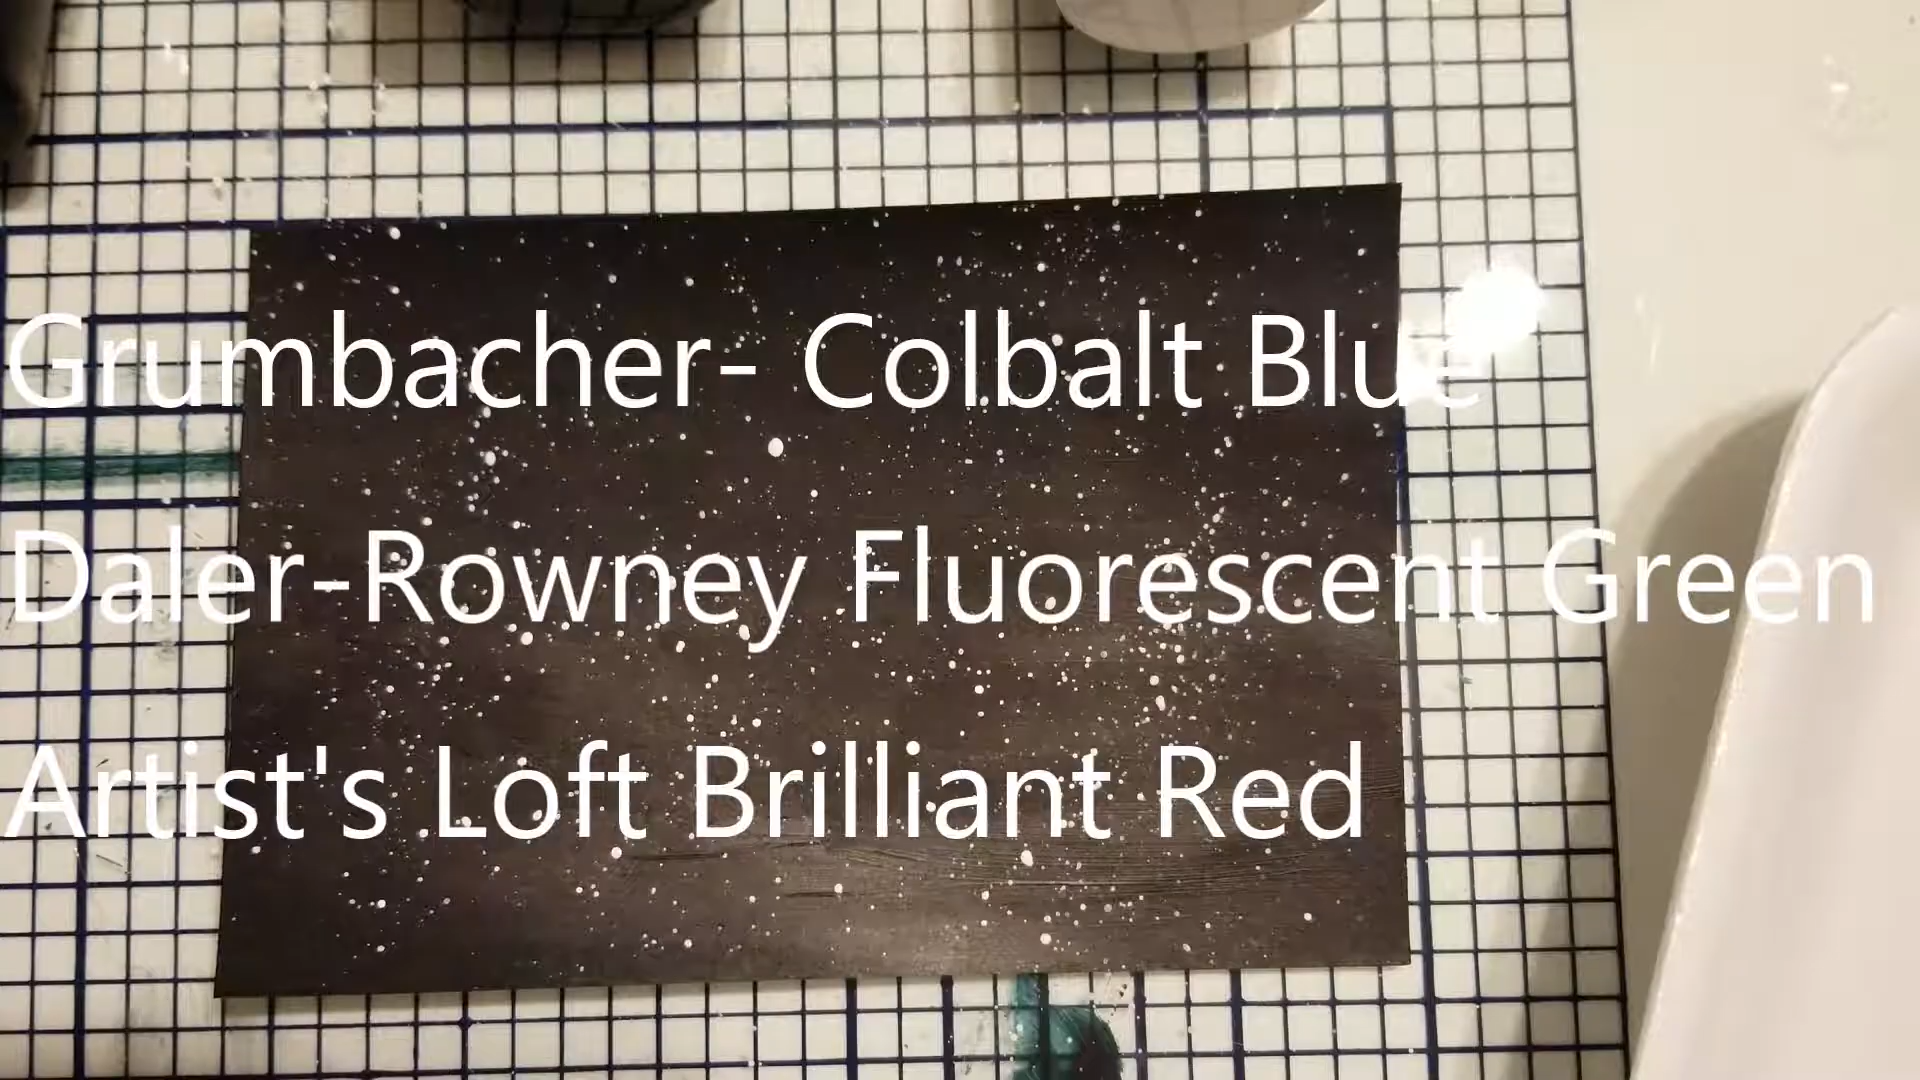 Grumbacher- Colbalt Blue
Daler-Rowney Fluorescent Green
Artist's Loft Brilliant Red